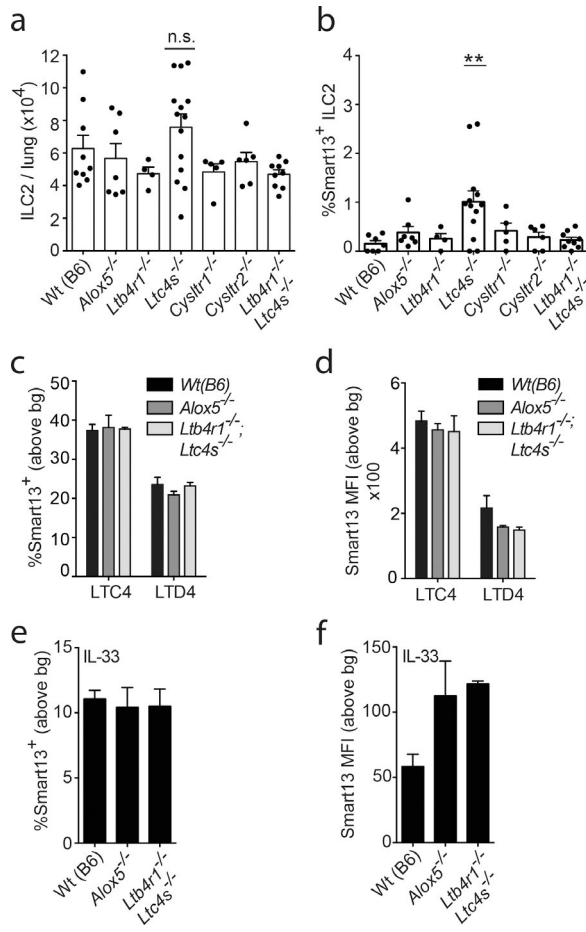 a
n.s.
ILC2 / lung (x10⁴)
12
10
8
6
4
2
0
Wt (B6)
Alox5⁻/⁻
Ltb4r1⁻/⁻
Ltc4s⁻/⁻
Cysltr1⁻/⁻
Cysltr2⁻/⁻
Ltb4r1⁻/⁻
Ltc4s⁻/⁻
b
**
%Smart13⁺ ILC2
4
3
2
1
0
Wt (B6)
Alox5⁻/⁻
Ltb4r1⁻/⁻
Ltc4s⁻/⁻
Cysltr1⁻/⁻
Cysltr2⁻/⁻
Ltb4r1⁻/⁻
Ltc4s⁻/⁻
c
%Smart13⁺ (above bg)
50
40
30
20
10
0
LTC4
LTD4
Wt(B6)
Alox5⁻/⁻
Ltb4r1⁻/⁻;
Ltc4s⁻/⁻
d
Smart13 MFI (above bg)
x100
6
4
2
0
LTC4
LTD4
Wt(B6)
Alox5⁻/⁻
Ltb4r1⁻/⁻;
Ltc4s⁻/⁻
e
IL-33
%Smart13⁺ (above bg)
15
10
5
0
Wt (B6)
Alox5⁻/⁻
Ltb4r1⁻/⁻
Ltc4s⁻/⁻
f
IL-33
Smart13 MFI (above bg)
150
100
50
0
Wt (B6)
Alox5⁻/⁻
Ltb4r1⁻/⁻
Ltc4s⁻/⁻